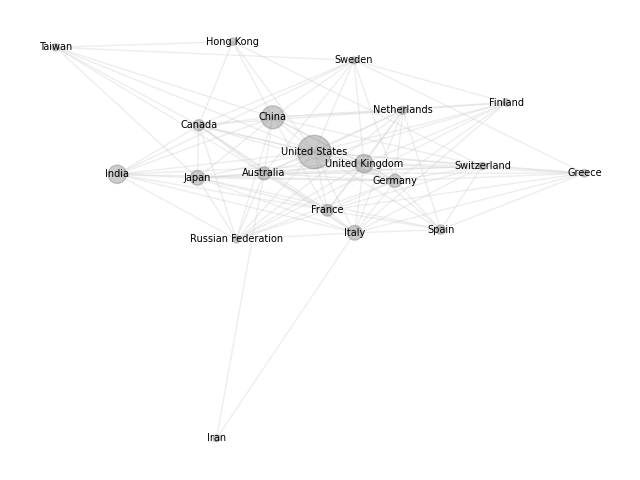 Hong Kong
Taiwan
Sweden
Finland
Netherlands
China
Canada
United States
United Kingdom
Switzerland
India
Japan
Australia
Germany
Greece
France
Russian Federation
Italy
Spain
Iran